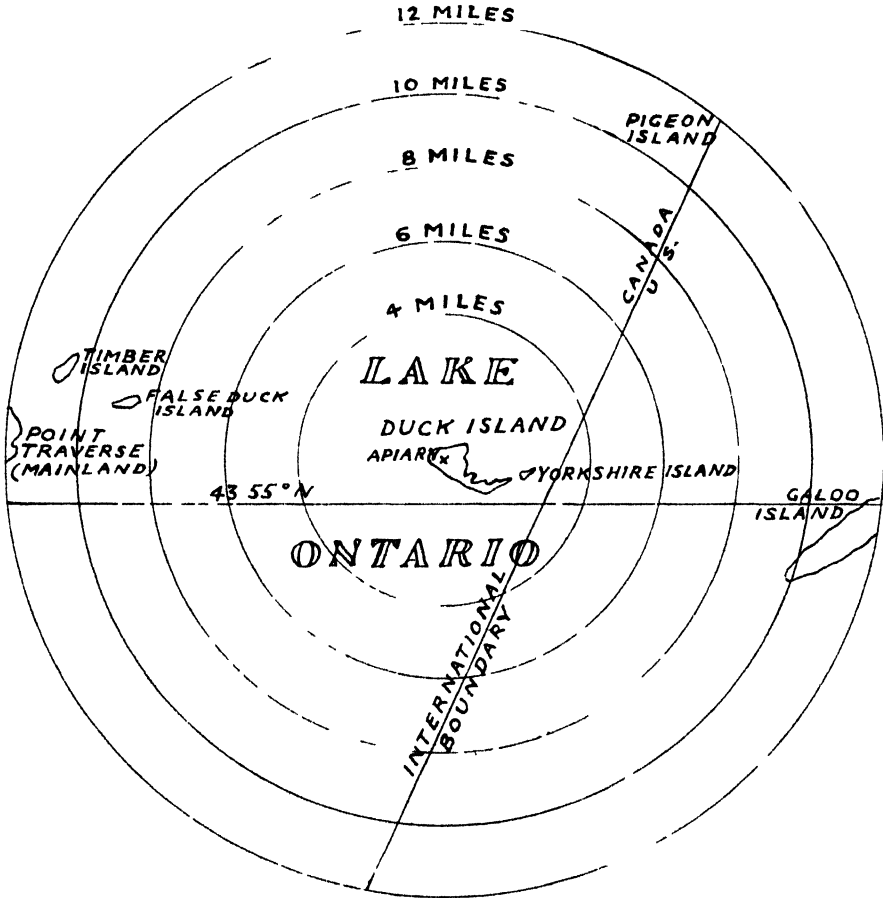 12 MILES
10 MILES
PIGEON
ISLAND
8 MILES
6 MILES
CANADA
U.S.
4 MILES
LAKE
TIMBER
ISLAND
FALSE DUCK
ISLAND
DUCK ISLAND
POINT
TRAVERSE
(MAINLAND)
APIARY
x
YORKSHIRE ISLAND
43 55° N
GALOO
ISLAND
ONTARIO
INTERNATIONAL
BOUNDARY